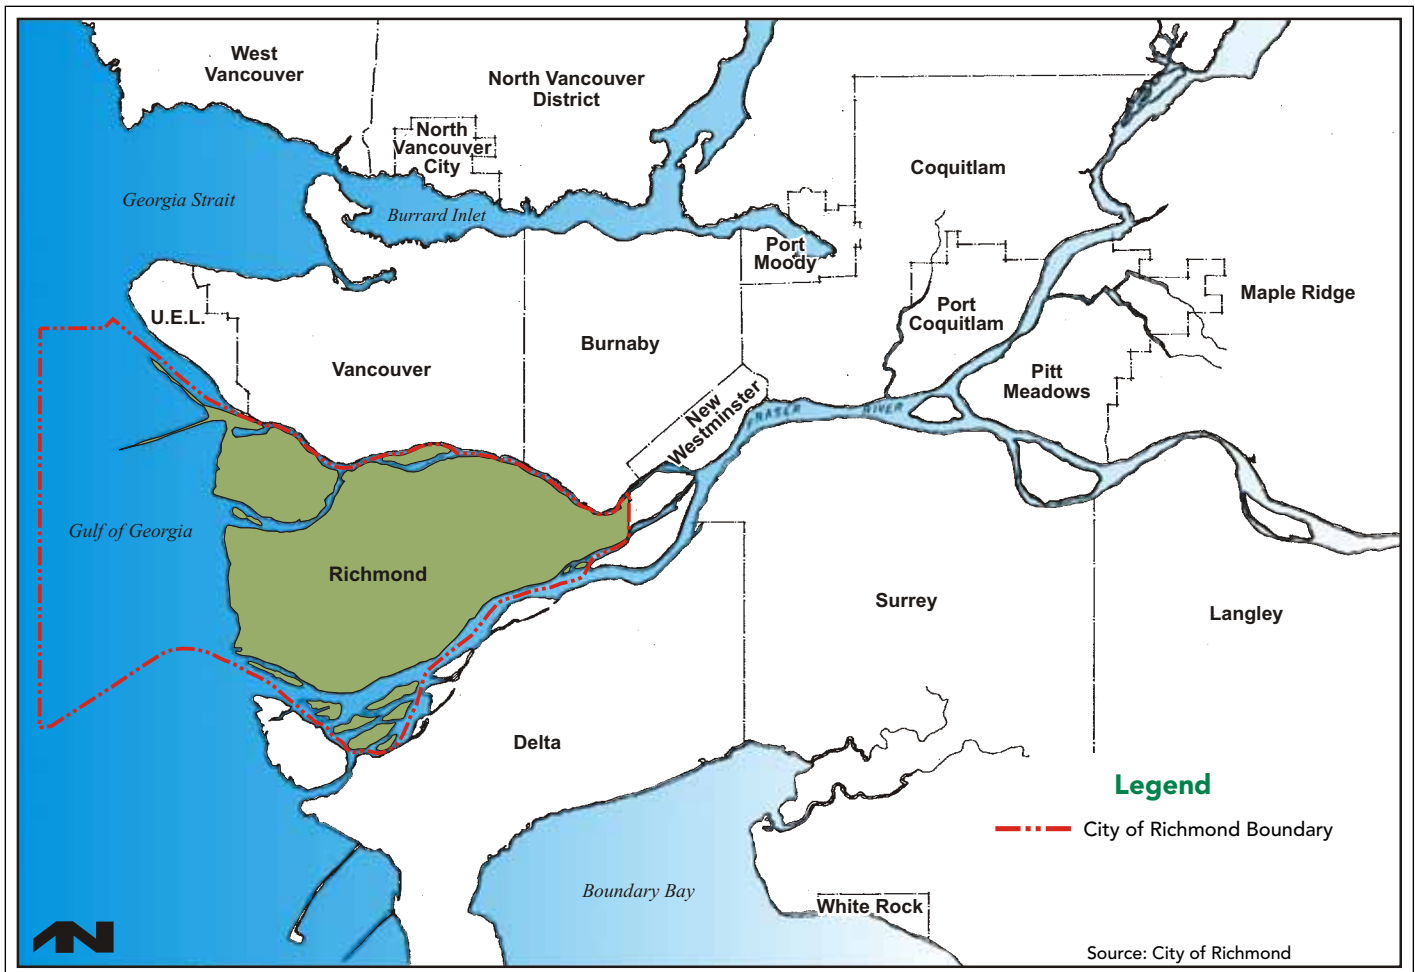 West
Vancouver
North Vancouver
District
North
Vancouver
City
Coquitlam
Georgia Strait
Burrard Inlet
Port
Moody
Maple Ridge
U.E.L.
Port
Coquitlam
Burnaby
Vancouver
Pitt
Meadows
New
Westminster
FRASER RIVER
Gulf of Georgia
Richmond
Surrey
Langley
Delta
Legend
City of Richmond Boundary
Boundary Bay
White Rock
N
Source: City of Richmond